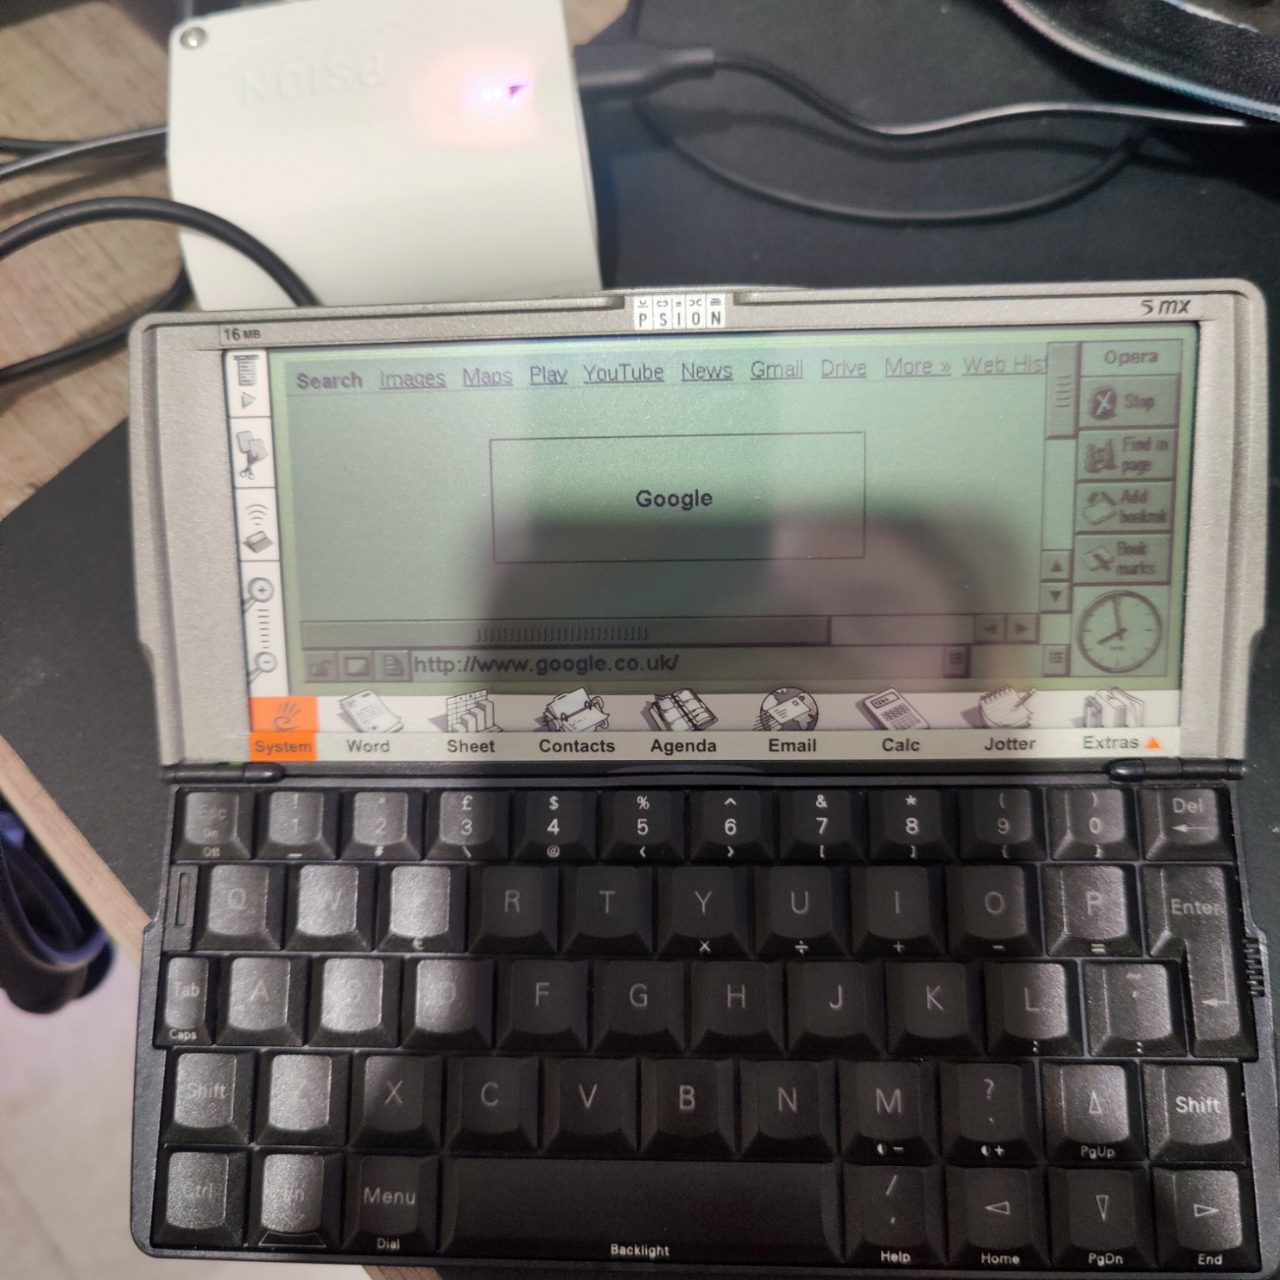 PSION
PSION
5mx
16 MB
Search Images Maps Play YouTube News Gmail Drive More » Web Hist
Opera
Stop
Find in
page
Add
bookmk
Book
marks
Google
http://www.google.co.uk/
System Word Sheet Contacts Agenda Email Calc Jotter Extras
Esc ! " £ $ % ^ & * ( ) Del
On 1 2 3 4 5 6 7 8 9 0
Off _ # \ @ < > [ ] { }
Q W E R T Y U I O P Enter
€ × ÷ + − =
Tab A S D F G H J K L ~ '
Caps ; :
Shift Z X C V B N M ? . Shift
PgUp
Ctrl Fn Menu / ,
Dial Backlight Help Home PgDn End